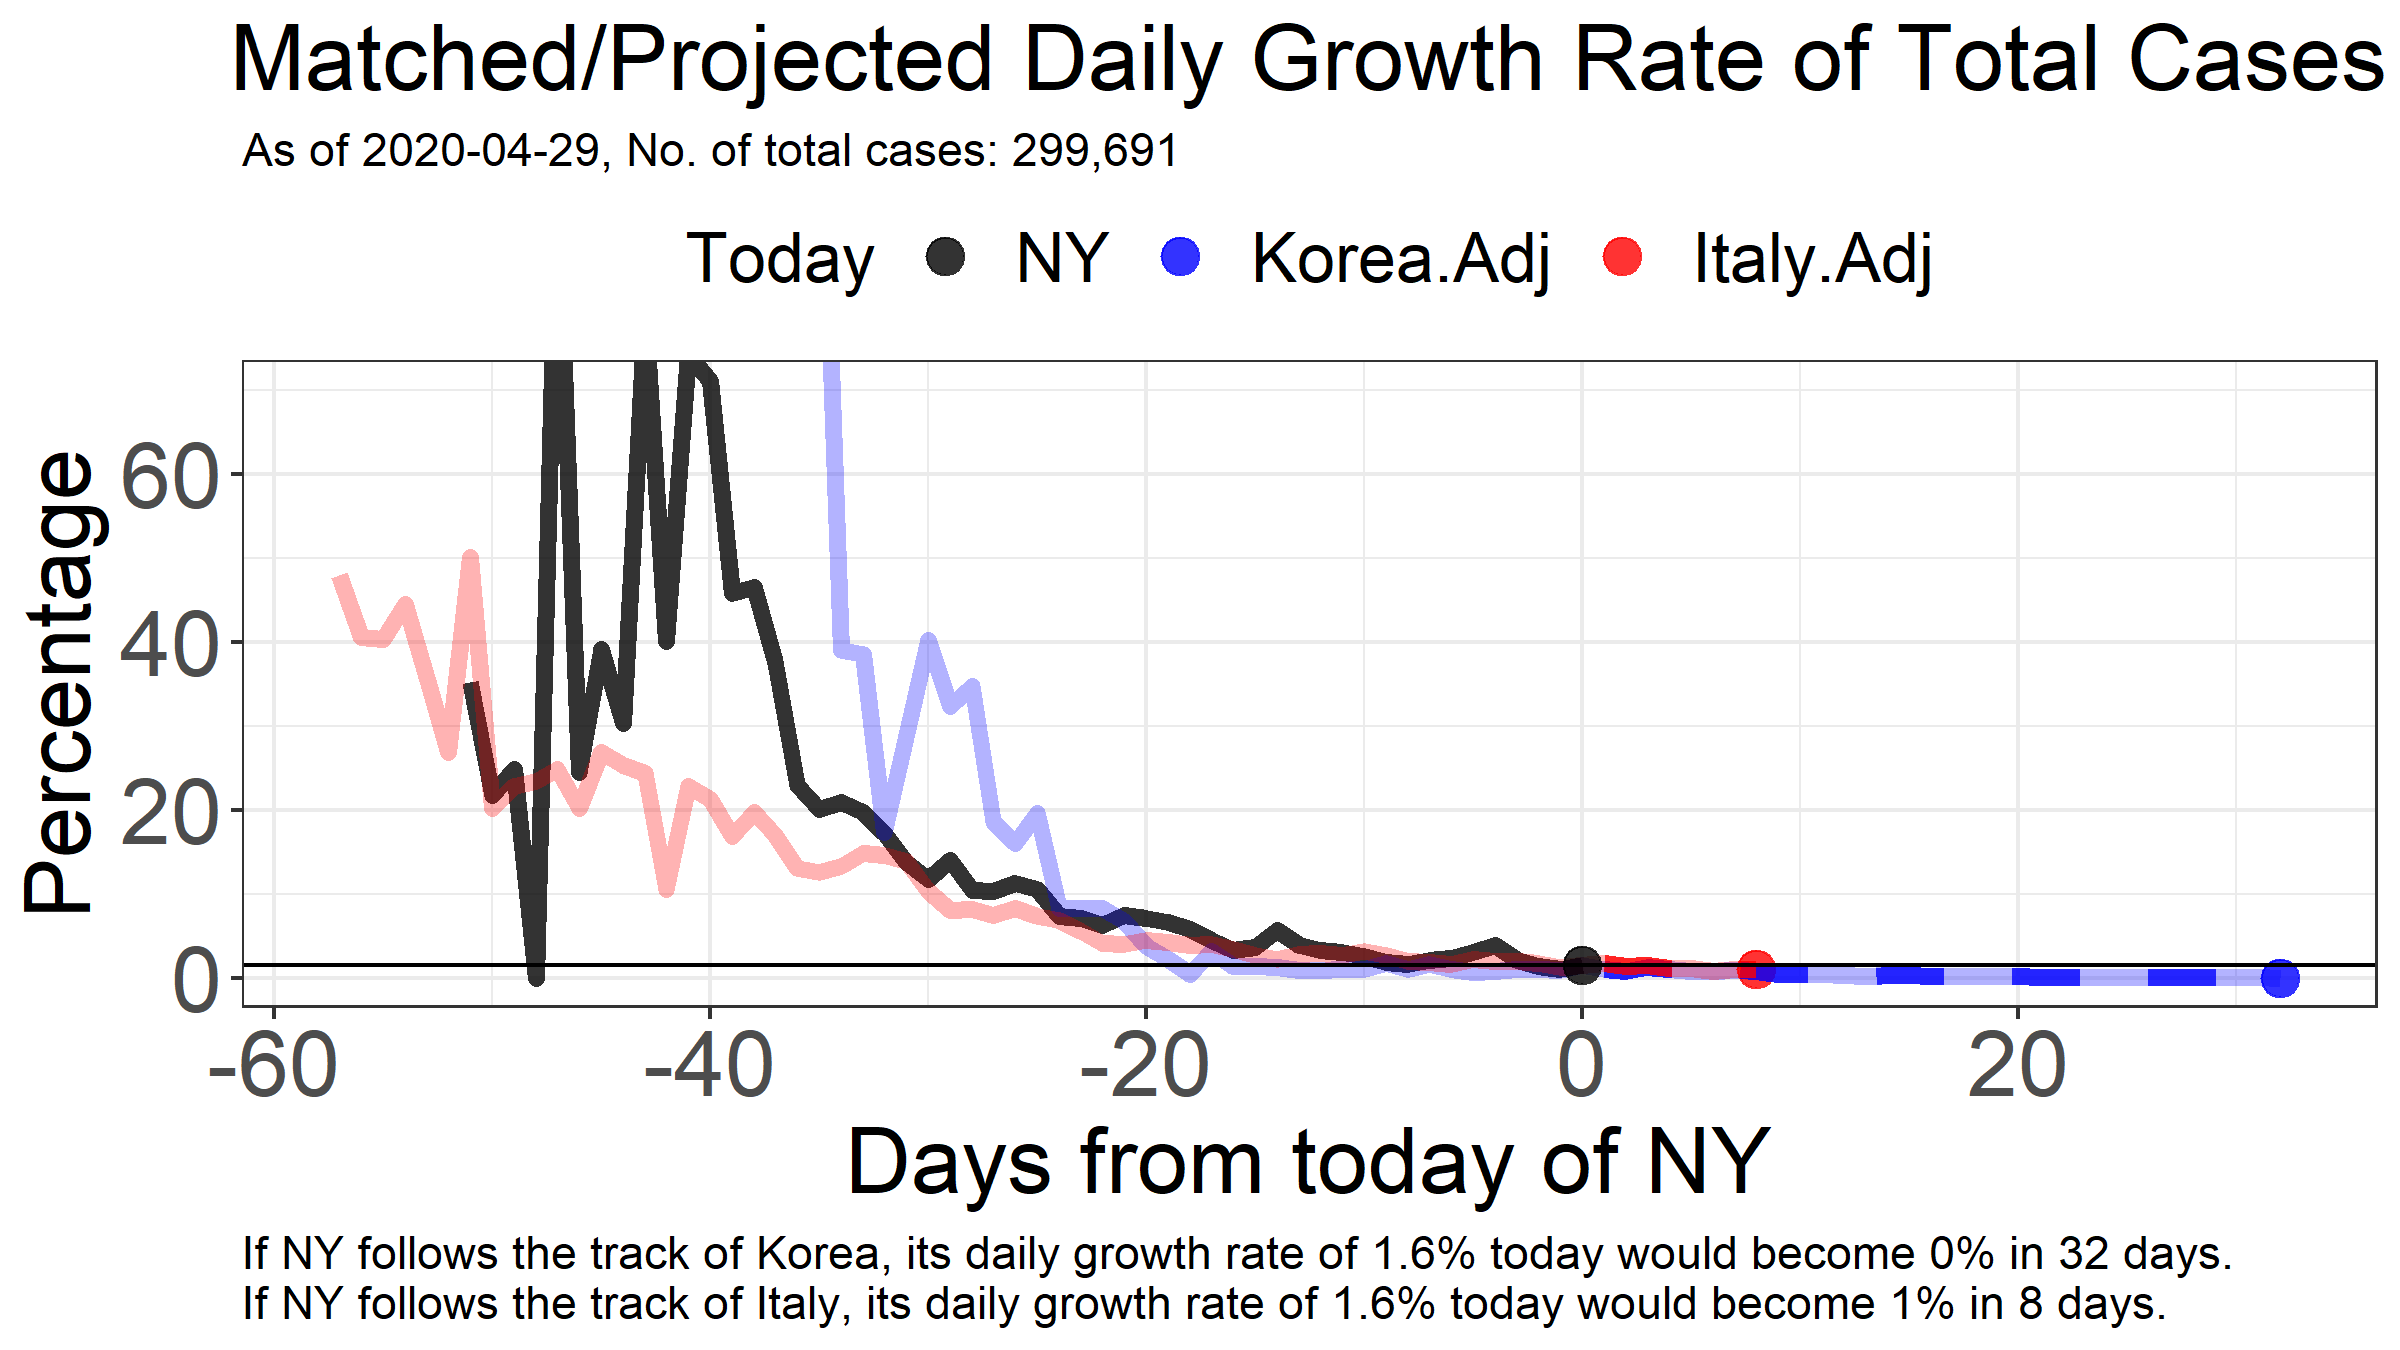 Matched/Projected Daily Growth Rate of Total Cases
As of 2020-04-29, No. of total cases: 299,691
Today NY Korea.Adj Italy.Adj
Percentage
60
40
20
0
-60 -40 -20 0 20
Days from today of NY
If NY follows the track of Korea, its daily growth rate of 1.6% today would become 0% in 32 days.
If NY follows the track of Italy, its daily growth rate of 1.6% today would become 1% in 8 days.